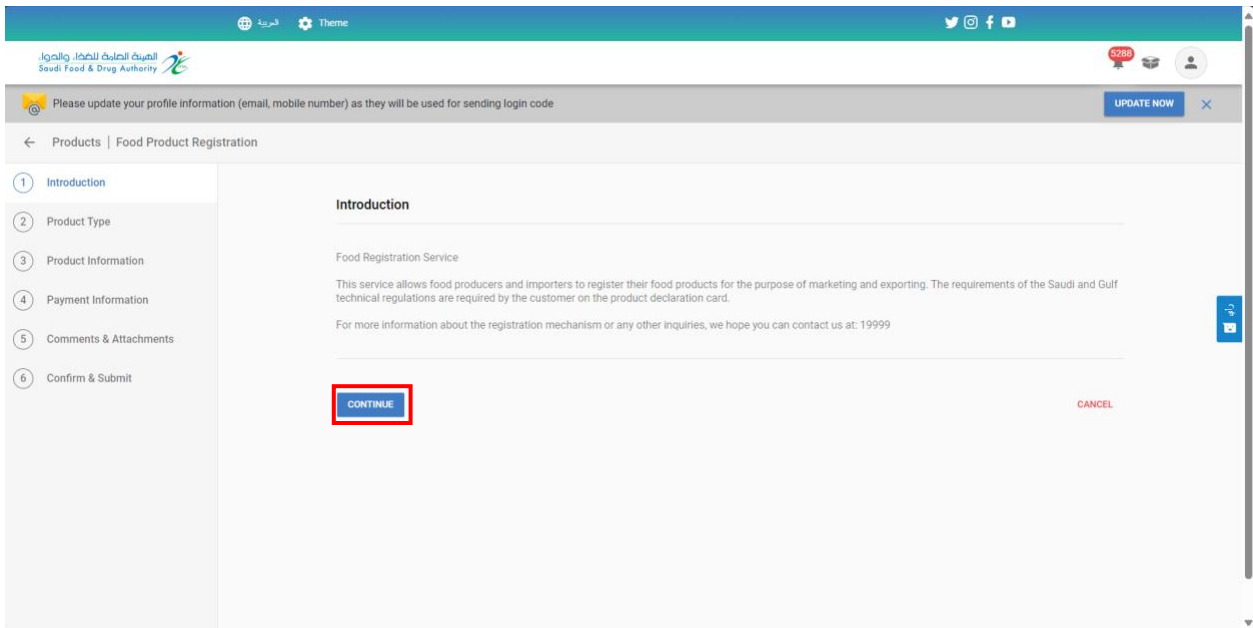 العربية Theme
الهيئة العامة للغذاء والدواء
Saudi Food & Drug Authority
5288
Please update your profile information (email, mobile number) as they will be used for sending login code
UPDATE NOW
Products | Food Product Registration
1 Introduction
2 Product Type
3 Product Information
4 Payment Information
5 Comments & Attachments
6 Confirm & Submit
Introduction
Food Registration Service
This service allows food producers and importers to register their food products for the purpose of marketing and exporting. The requirements of the Saudi and Gulf
technical regulations are required by the customer on the product declaration card.
For more information about the registration mechanism or any other inquiries, we hope you can contact us at: 19999
CONTINUE
CANCEL